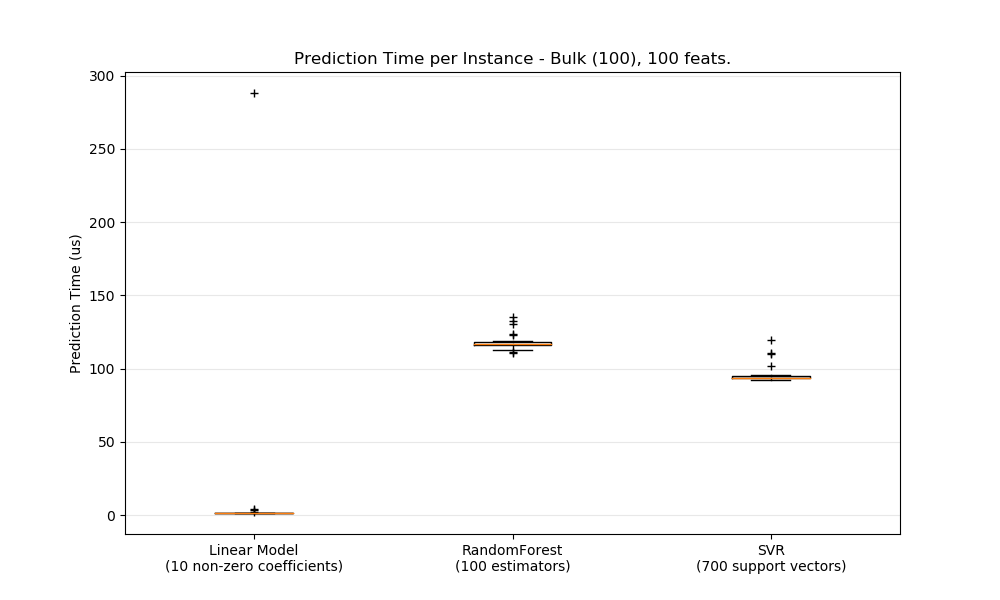 Prediction Time per Instance - Bulk (100), 100 feats.
300
250
200
150
100
50
0
Prediction Time (us)
Linear Model
(10 non-zero coefficients)
RandomForest
(100 estimators)
SVR
(700 support vectors)